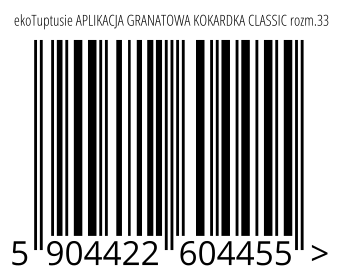 ekoTuptusie APLIKACJA GRANATOWA KOKARDKA CLASSIC rozm.33
5 904422 604455 >